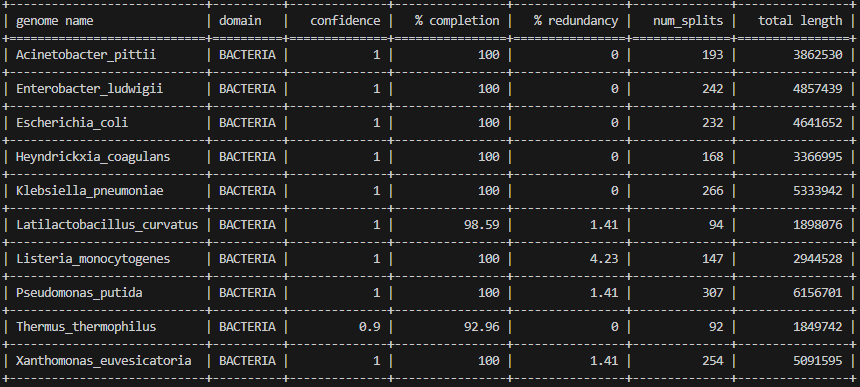 genome name | domain | confidence | % completion | % redundancy | num_splits | total length
Acinetobacter_pittii | BACTERIA | 1 | 100 | 0 | 193 | 3862530
Enterobacter_ludwigii | BACTERIA | 1 | 100 | 0 | 242 | 4857439
Escherichia_coli | BACTERIA | 1 | 100 | 0 | 232 | 4641652
Heyndrickxia_coagulans | BACTERIA | 1 | 100 | 0 | 168 | 3366995
Klebsiella_pneumoniae | BACTERIA | 1 | 100 | 0 | 266 | 5333942
Latilactobacillus_curvatus | BACTERIA | 1 | 98.59 | 1.41 | 94 | 1898076
Listeria_monocytogenes | BACTERIA | 1 | 100 | 4.23 | 147 | 2944528
Pseudomonas_putida | BACTERIA | 1 | 100 | 1.41 | 307 | 6156701
Thermus_thermophilus | BACTERIA | 0.9 | 92.96 | 0 | 92 | 1849742
Xanthomonas_euvesicatoria | BACTERIA | 1 | 100 | 1.41 | 254 | 5091595